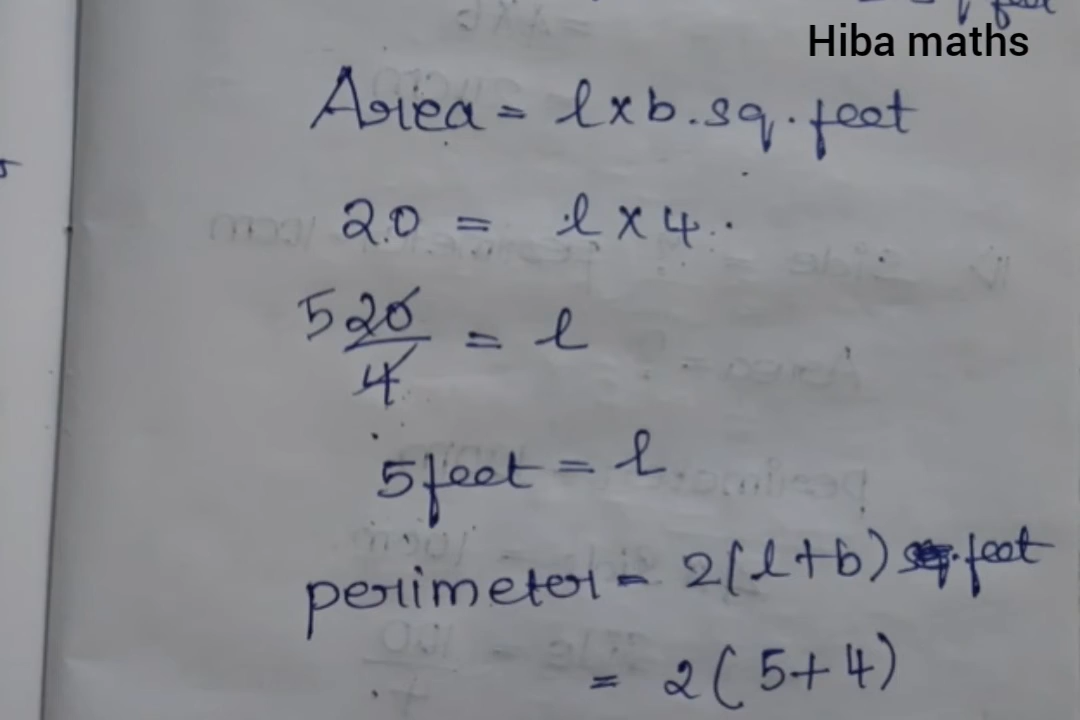 Hiba maths
Area = l x b . sq . feet
20 = l x 4 .
5 20/4 = l
5 feet = l
perimeter = 2 ( l + b ) feet
= 2 ( 5 + 4 )